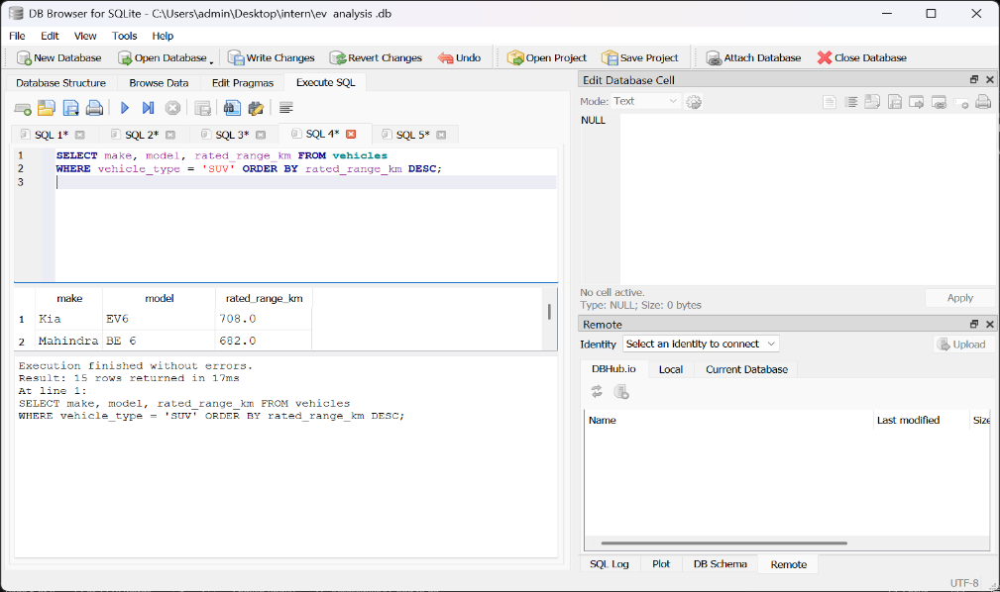 DB Browser for SQLite - C:\Users\admin\Desktop\intern\ev analysis .db
File Edit View Tools Help
New Database Open Database Write Changes Revert Changes Undo Open Project Save Project Attach Database Close Database
Database Structure Browse Data Edit Pragmas Execute SQL
SQL 1* SQL 2* SQL 3* SQL 4* SQL 5*
1 SELECT make, model, rated_range_km FROM vehicles
2 WHERE vehicle_type = 'SUV' ORDER BY rated_range_km DESC;
3
make model rated_range_km
1 Kia EV6 708.0
2 Mahindra BE 6 682.0
Execution finished without errors.
Result: 15 rows returned in 17ms
At line 1:
SELECT make, model, rated_range_km FROM vehicles
WHERE vehicle_type = 'SUV' ORDER BY rated_range_km DESC;
Edit Database Cell
Mode: Text
NULL
No cell active.
Type: NULL; Size: 0 bytes
Apply
Remote
Identity Select an identity to connect Upload
DBHub.io Local Current Database
Name Last modified Size
SQL Log Plot DB Schema Remote
UTF-8